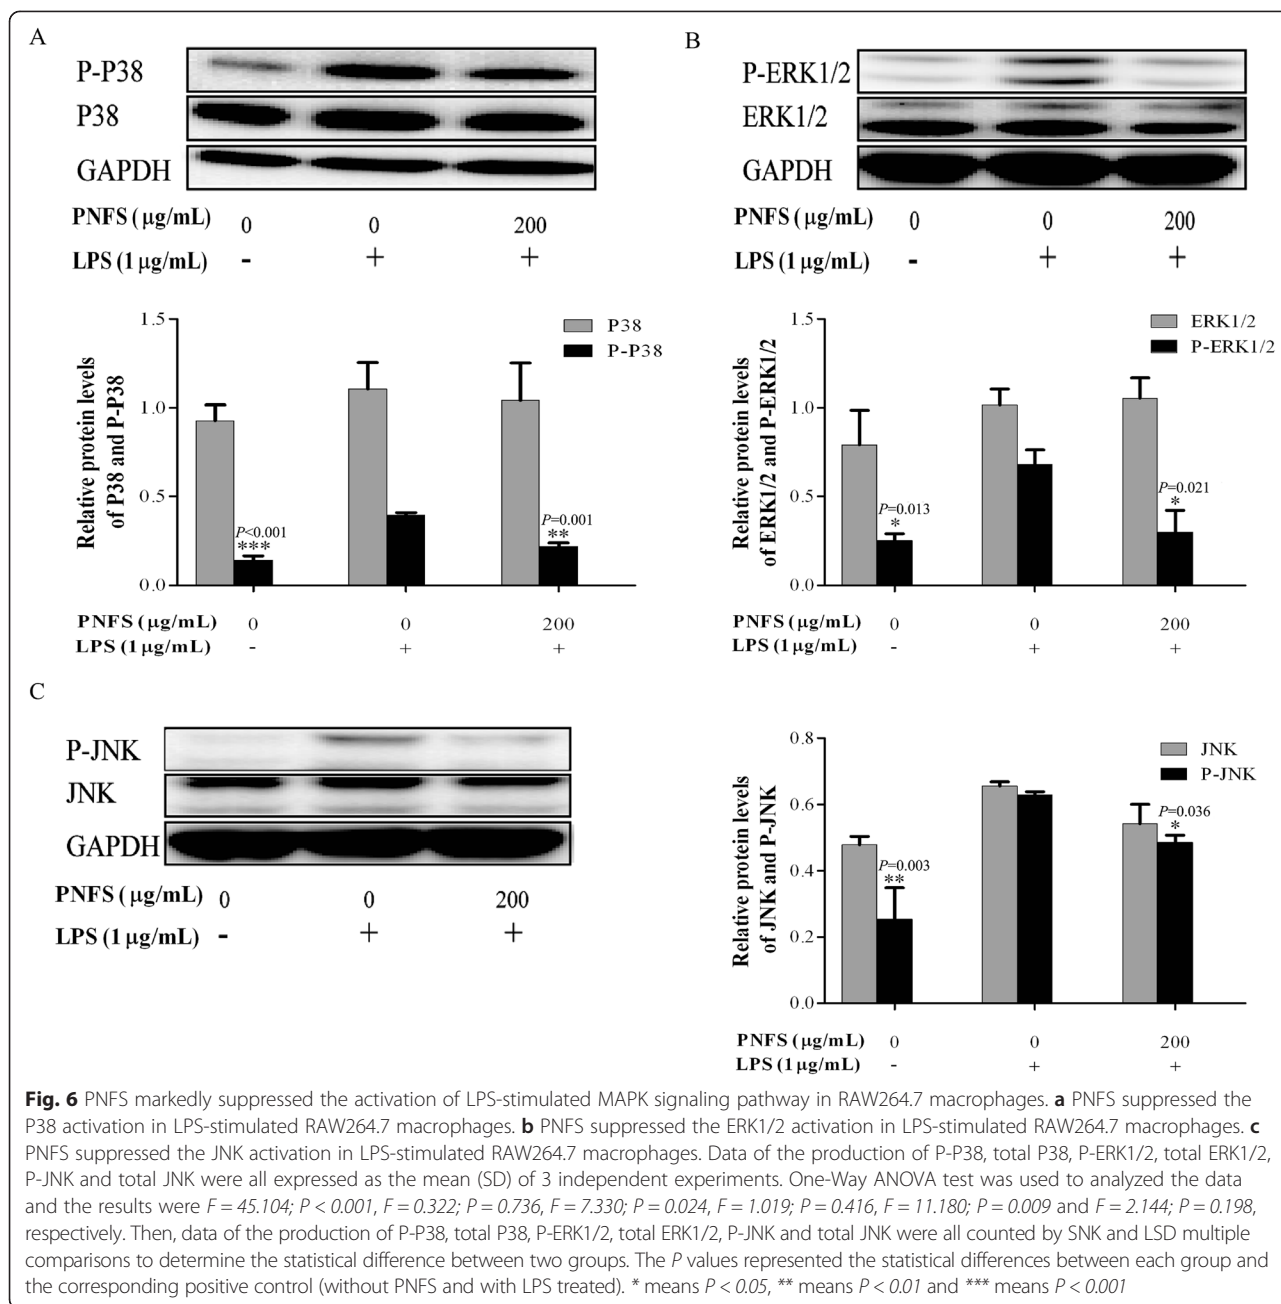 A
P-P38
P38
GAPDH
PNFS (μg/mL) 0 0 200
LPS (1 μg/mL) - + +
1.5
1.0
0.5
0.0
Relative protein levels
of P38 and P-P38
P38
P-P38
P<0.001
***
P=0.001
**
PNFS (μg/mL) 0 0 200
LPS (1 μg/mL) - + +
B
P-ERK1/2
ERK1/2
GAPDH
PNFS (μg/mL) 0 0 200
LPS (1 μg/mL) - + +
1.5
1.0
0.5
0.0
Relative protein levels
of ERK1/2 and P-ERK1/2
ERK1/2
P-ERK1/2
P=0.013
*
P=0.021
*
PNFS (μg/mL) 0 0 200
LPS (1 μg/mL) - + +
C
P-JNK
JNK
GAPDH
PNFS (μg/mL) 0 0 200
LPS (1 μg/mL) - + +
0.8
0.6
0.4
0.2
0.0
Relative protein levels
of JNK and P-JNK
JNK
P-JNK
P=0.003
**
P=0.036
*
PNFS (μg/mL) 0 0 200
LPS (1 μg/mL) - + +
Fig. 6 PNFS markedly suppressed the activation of LPS-stimulated MAPK signaling pathway in RAW264.7 macrophages. a PNFS suppressed the
P38 activation in LPS-stimulated RAW264.7 macrophages. b PNFS suppressed the ERK1/2 activation in LPS-stimulated RAW264.7 macrophages. c
PNFS suppressed the JNK activation in LPS-stimulated RAW264.7 macrophages. Data of the production of P-P38, total P38, P-ERK1/2, total ERK1/2,
P-JNK and total JNK were all expressed as the mean (SD) of 3 independent experiments. One-Way ANOVA test was used to analyzed the data
and the results were F = 45.104; P < 0.001, F = 0.322; P = 0.736, F = 7.330; P = 0.024, F = 1.019; P = 0.416, F = 11.180; P = 0.009 and F = 2.144; P = 0.198,
respectively. Then, data of the production of P-P38, total P38, P-ERK1/2, total ERK1/2, P-JNK and total JNK were all counted by SNK and LSD multiple
comparisons to determine the statistical difference between two groups. The P values represented the statistical differences between each group and
the corresponding positive control (without PNFS and with LPS treated). * means P < 0.05, ** means P < 0.01 and *** means P < 0.001